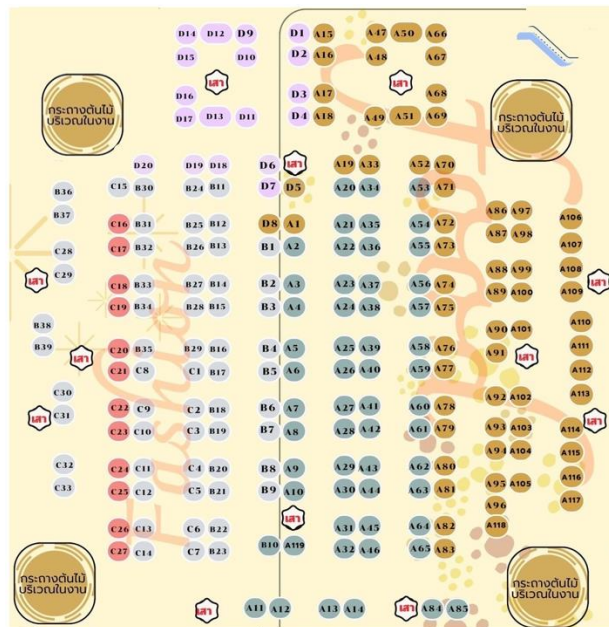 D14 D12 D9 D1 A15 A47 A50 A66
D15 D10 D2 A16 A48 A67
เสา เสา
D16 D3 A17 A68
D17 D13 D11 D4 A18 A49 A51 A69
กระถางต้นไม้
บริเวณในงาน
กระถางต้นไม้
บริเวณในงาน
D20 D19 D18 D6 เสา A19 A33 A52 A70
B36 C15 B30 B24 B11 D7 D5 A20 A34 A53 A71
B37 C16 B31 B25 B12 D8 A1 A21 A35 A54 A72 A86 A97 A106
C17 B32 B26 B13 B1 A2 A22 A36 A55 A73 A87 A98 A107
C28
C29 เสา C18 B33 B27 B14 B2 A3 A23 A37 A56 A74 A88 A99 A108 เสา
C19 B34 B28 B15 B3 A4 A24 A38 A57 A75 A89 A100 A109
B38 A90 A101 A110
B39 เสา C20 B35 B29 B16 B4 A5 A25 A39 A58 A76 A91 เสา A111
C21 C8 C1 B17 B5 A6 A26 A40 A59 A77 A112
C30 A92 A102 A113
C31 เสา C22 C9 C2 B18 B6 A7 A27 A41 A60 A78 เสา
C23 C10 C3 B19 B7 A8 A28 A42 A61 A79 A93 A103 A114
C32 C24 C11 C4 B20 B8 A9 A29 A43 A62 A80 A94 A104 A115
C33 C25 C12 C5 B21 B9 A10 A30 A44 A63 A81 A95 A105 A116
A96 A117
เสา
C26 C13 C6 B22 A31 A45 A64 A82 A118
C27 C14 C7 B23 B10 A119 A32 A46 A65 A83
กระถางต้นไม้
บริเวณในงาน
กระถางต้นไม้
บริเวณในงาน
เสา A11 A12 A13 A14 เสา A84 A85
Fashion